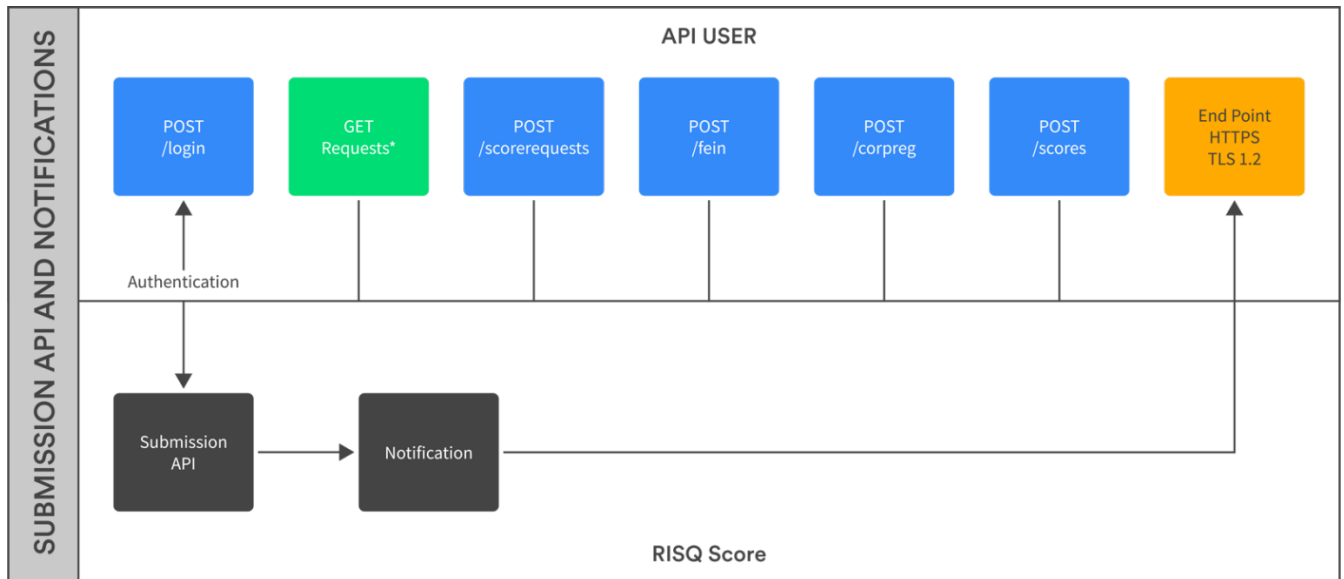 SUBMISSION API AND NOTIFICATIONS
API USER
POST
/login
GET
Requests*
POST
/scorerequests
POST
/fein
POST
/corpreg
POST
/scores
End Point
HTTPS
TLS 1.2
Authentication
Submission
API
Notification
RISQ Score